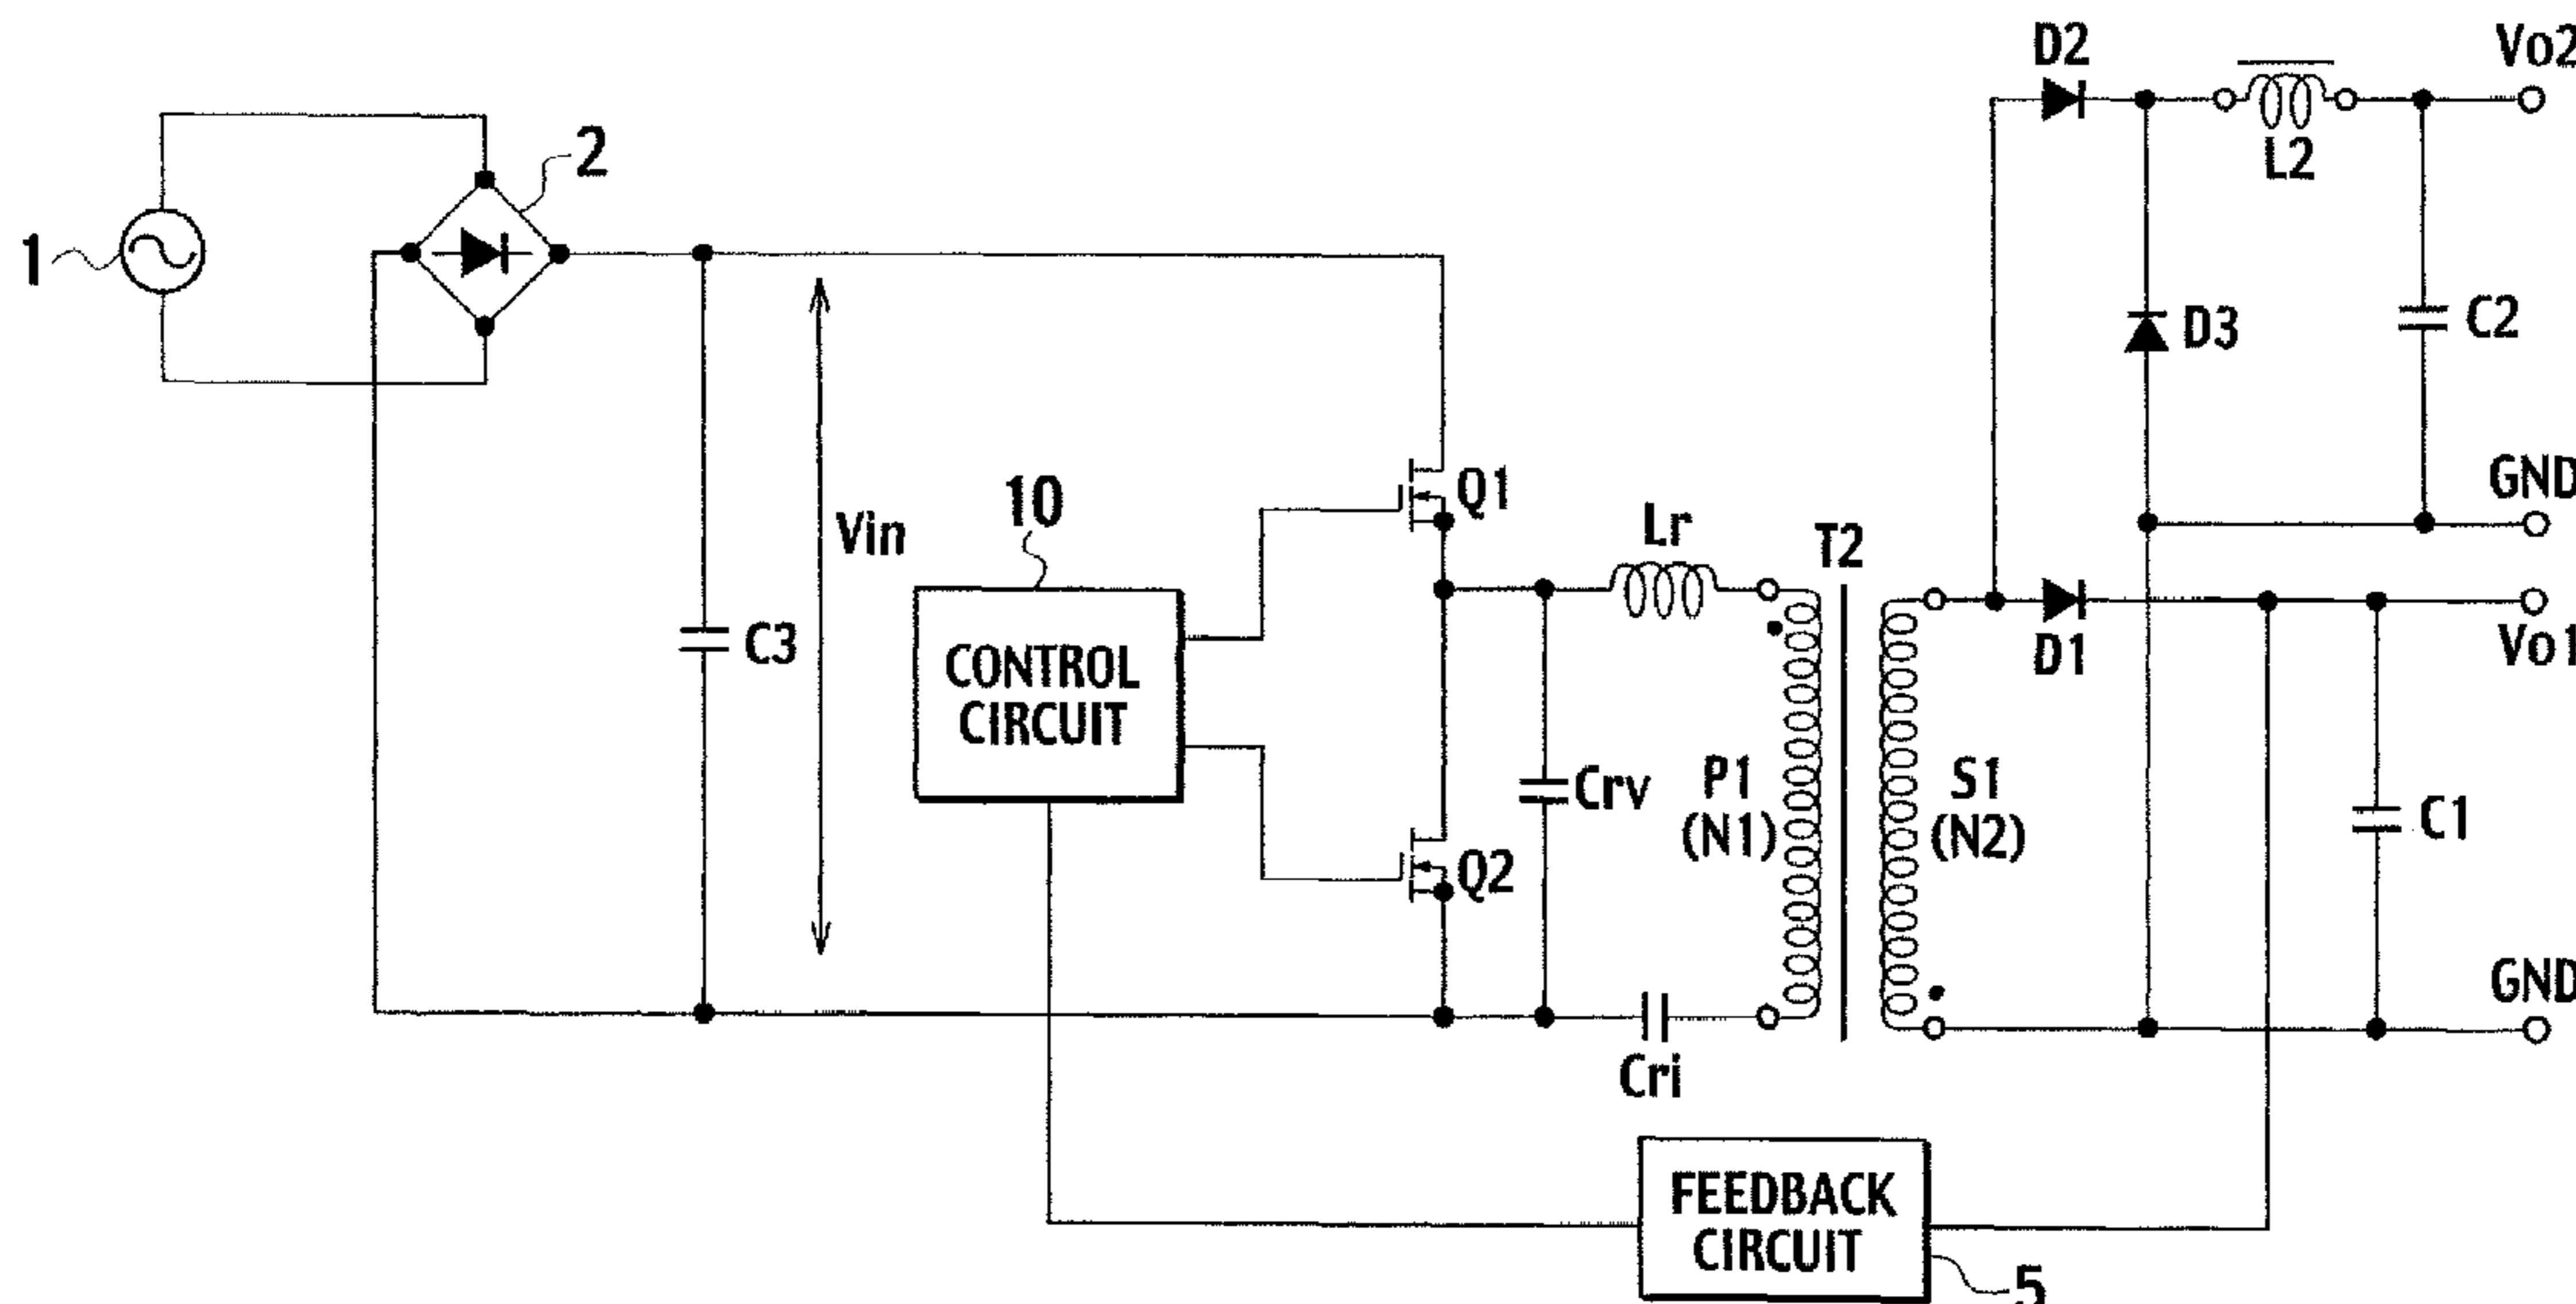 D2
Vo2
2
L2
1
D3
C2
GND
10
Q1
Vin
Lr
T2
CONTROL
CIRCUIT
C3
D1
Vo1
Crv
P1
(N1)
S1
(N2)
C1
Q2
GND
Cri
FEEDBACK
CIRCUIT
5